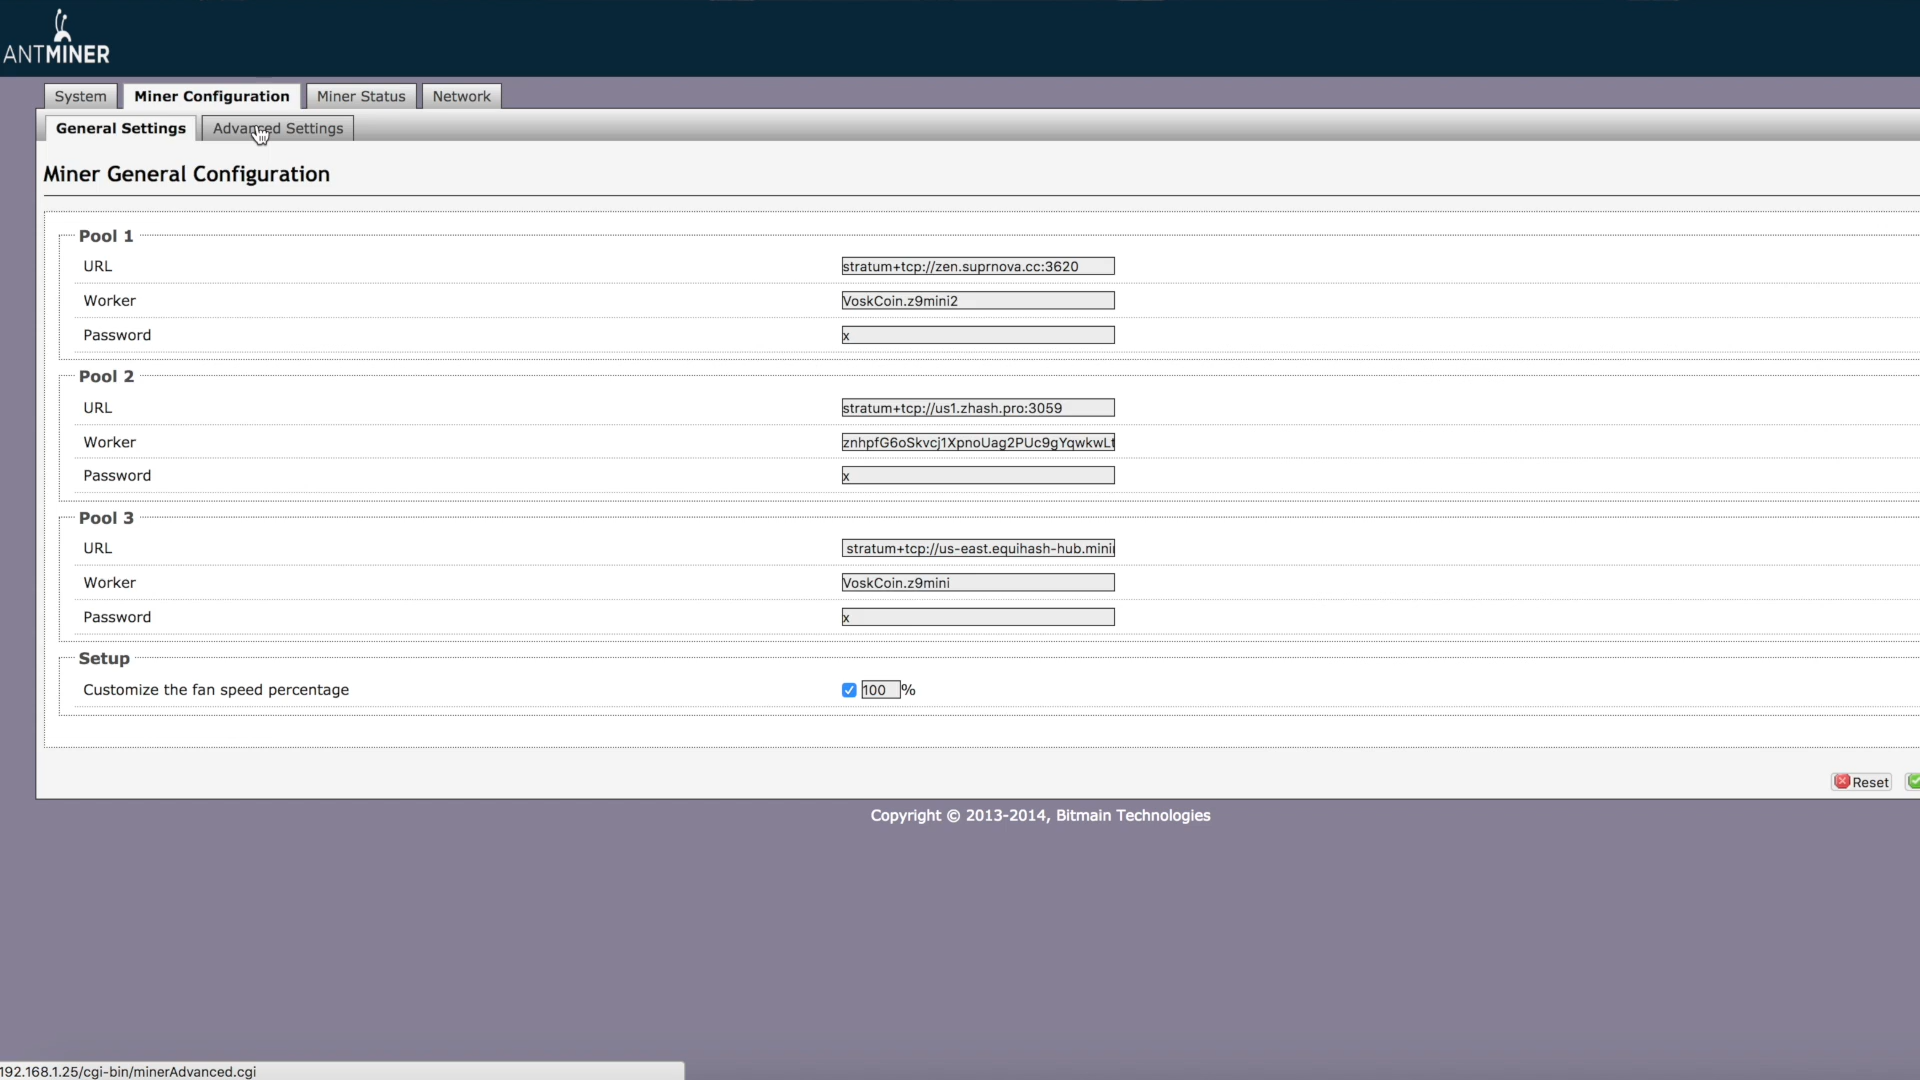 ANTMINER
System Miner Configuration Miner Status Network
General Settings Advanced Settings
Miner General Configuration
Pool 1
URL stratum+tcp://zen.suprnova.cc:3620
Worker VoskCoin.z9mini2
Password x
Pool 2
URL stratum+tcp://us1.zhash.pro:3059
Worker znhpfG6oSkvcj1XpnoUag2PUc9gYqwkwLt
Password x
Pool 3
URL stratum+tcp://us-east.equihash-hub.mini
Worker VoskCoin.z9mini
Password x
Setup
Customize the fan speed percentage 100 %
Reset
Copyright © 2013-2014, Bitmain Technologies
192.168.1.25/cgi-bin/minerAdvanced.cgi